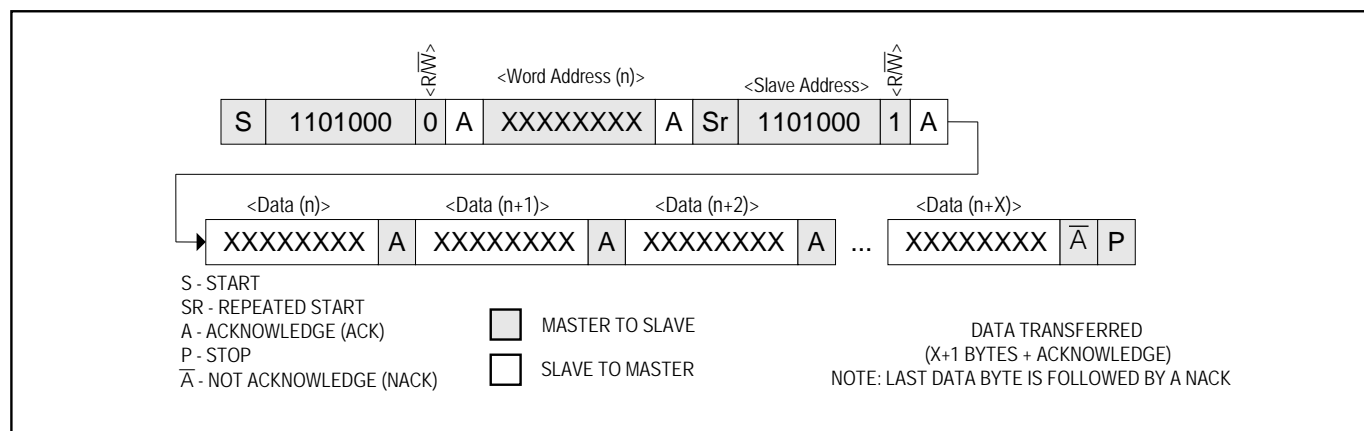 <R/W̅>
<Word Address (n)>
<Slave Address>
<R/W̅>
S 1101000 0 A XXXXXXXX A Sr 1101000 1 A
<Data (n)> <Data (n+1)> <Data (n+2)> <Data (n+X)>
XXXXXXXX A XXXXXXXX A XXXXXXXX A ... XXXXXXXX A̅ P
S - START
SR - REPEATED START
A - ACKNOWLEDGE (ACK)
P - STOP
A̅ - NOT ACKNOWLEDGE (NACK)
MASTER TO SLAVE
SLAVE TO MASTER
DATA TRANSFERRED
(X+1 BYTES + ACKNOWLEDGE)
NOTE: LAST DATA BYTE IS FOLLOWED BY A NACK